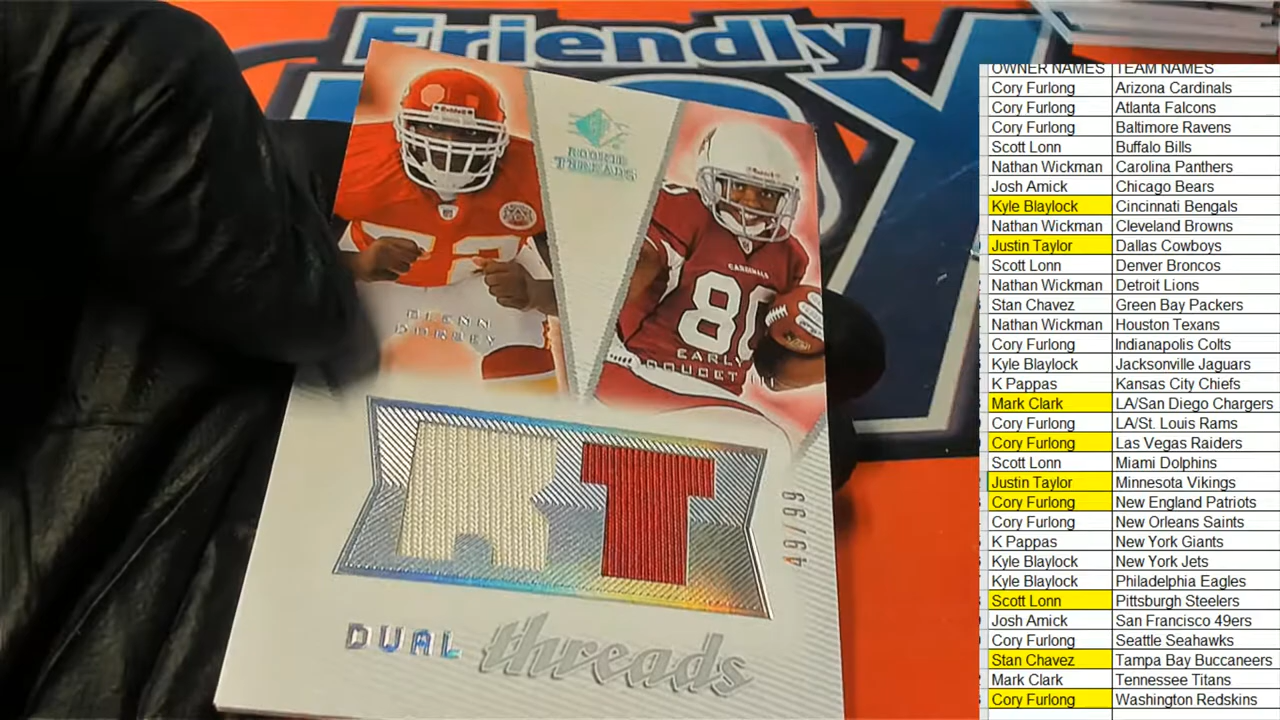 Friendly
Riddell
ROOKIE
THREADS
72
CARDINALS
80
GLENN
DORSEY
EARLY
DOUCET III
RT
49/99
DUAL threads
OWNER NAMES TEAM NAMES
Cory Furlong Arizona Cardinals
Cory Furlong Atlanta Falcons
Cory Furlong Baltimore Ravens
Scott Lonn Buffalo Bills
Nathan Wickman Carolina Panthers
Josh Amick Chicago Bears
Kyle Blaylock Cincinnati Bengals
Nathan Wickman Cleveland Browns
Justin Taylor Dallas Cowboys
Scott Lonn Denver Broncos
Nathan Wickman Detroit Lions
Stan Chavez Green Bay Packers
Nathan Wickman Houston Texans
Cory Furlong Indianapolis Colts
Kyle Blaylock Jacksonville Jaguars
K Pappas Kansas City Chiefs
Mark Clark LA/San Diego Chargers
Cory Furlong LA/St. Louis Rams
Cory Furlong Las Vegas Raiders
Scott Lonn Miami Dolphins
Justin Taylor Minnesota Vikings
Cory Furlong New England Patriots
Cory Furlong New Orleans Saints
K Pappas New York Giants
Kyle Blaylock New York Jets
Kyle Blaylock Philadelphia Eagles
Scott Lonn Pittsburgh Steelers
Josh Amick San Francisco 49ers
Cory Furlong Seattle Seahawks
Stan Chavez Tampa Bay Buccaneers
Mark Clark Tennessee Titans
Cory Furlong Washington Redskins